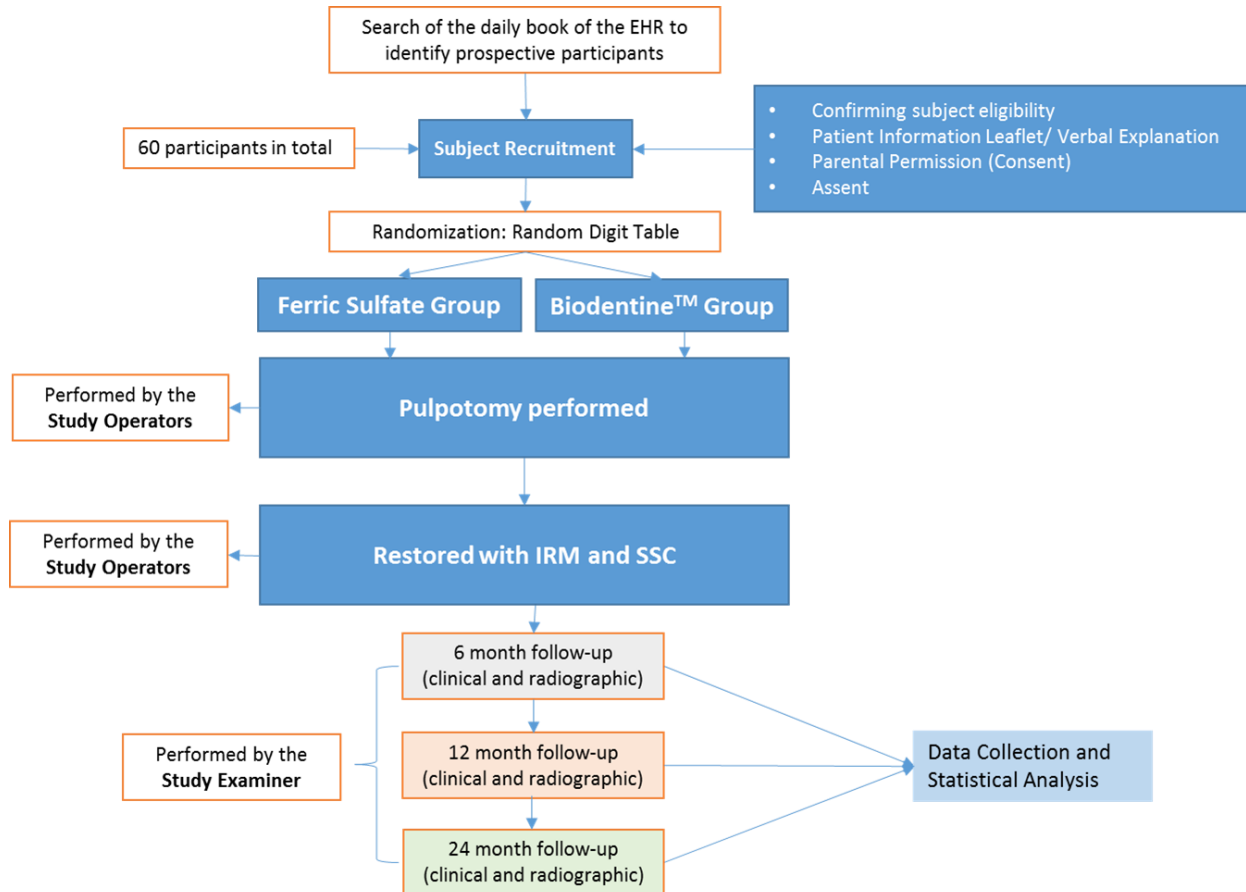 Search of the daily book of the EHR to
identify prospective participants
60 participants in total
Subject Recruitment
• Confirming subject eligibility
• Patient Information Leaflet/ Verbal Explanation
• Parental Permission (Consent)
• Assent
Randomization: Random Digit Table
Ferric Sulfate Group
Biodentine™ Group
Performed by the
Study Operators
Pulpotomy performed
Performed by the
Study Operators
Restored with IRM and SSC
6 month follow-up
(clinical and radiographic)
Performed by the
Study Examiner
12 month follow-up
(clinical and radiographic)
Data Collection and
Statistical Analysis
24 month follow-up
(clinical and radiographic)